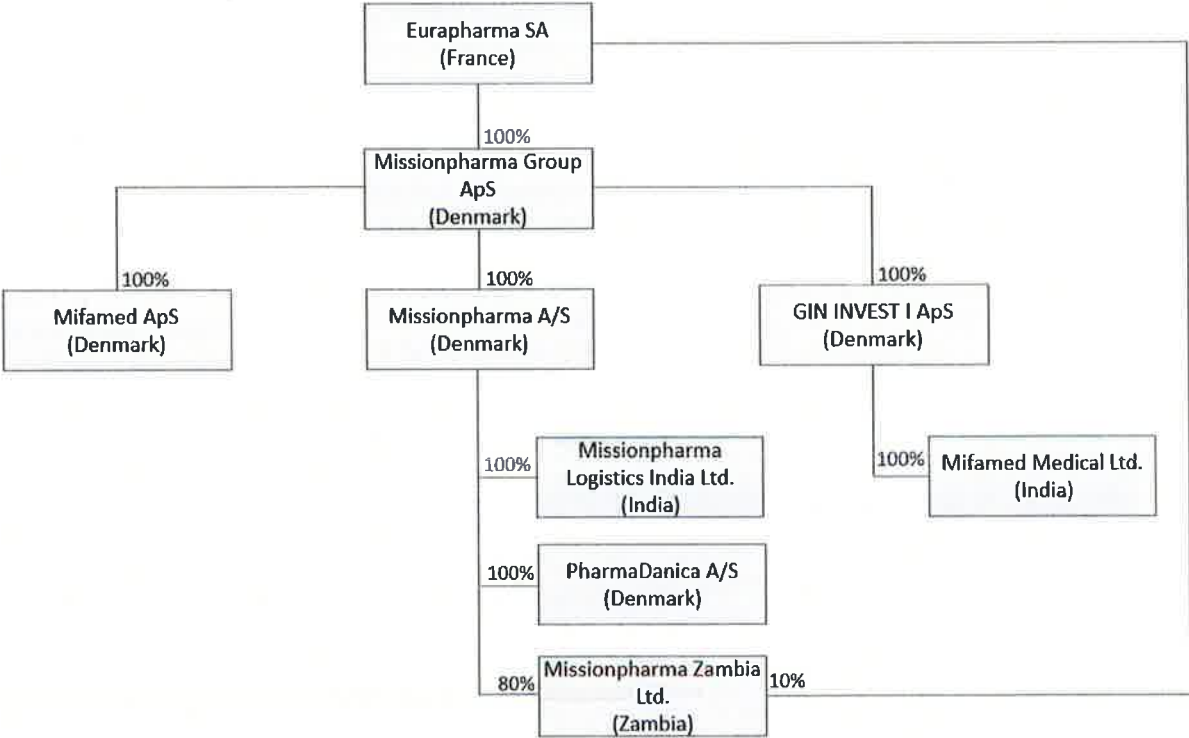 Eurapharma SA
(France)
100%
Missionpharma Group
ApS
(Denmark)
100%
Mifamed ApS
(Denmark)
100%
Missionpharma A/S
(Denmark)
100%
GIN INVEST I ApS
(Denmark)
100%
Missionpharma
Logistics India Ltd.
(India)
100%
Mifamed Medical Ltd.
(India)
100%
PharmaDanica A/S
(Denmark)
80%
Missionpharma Zambia
Ltd.
(Zambia)
10%